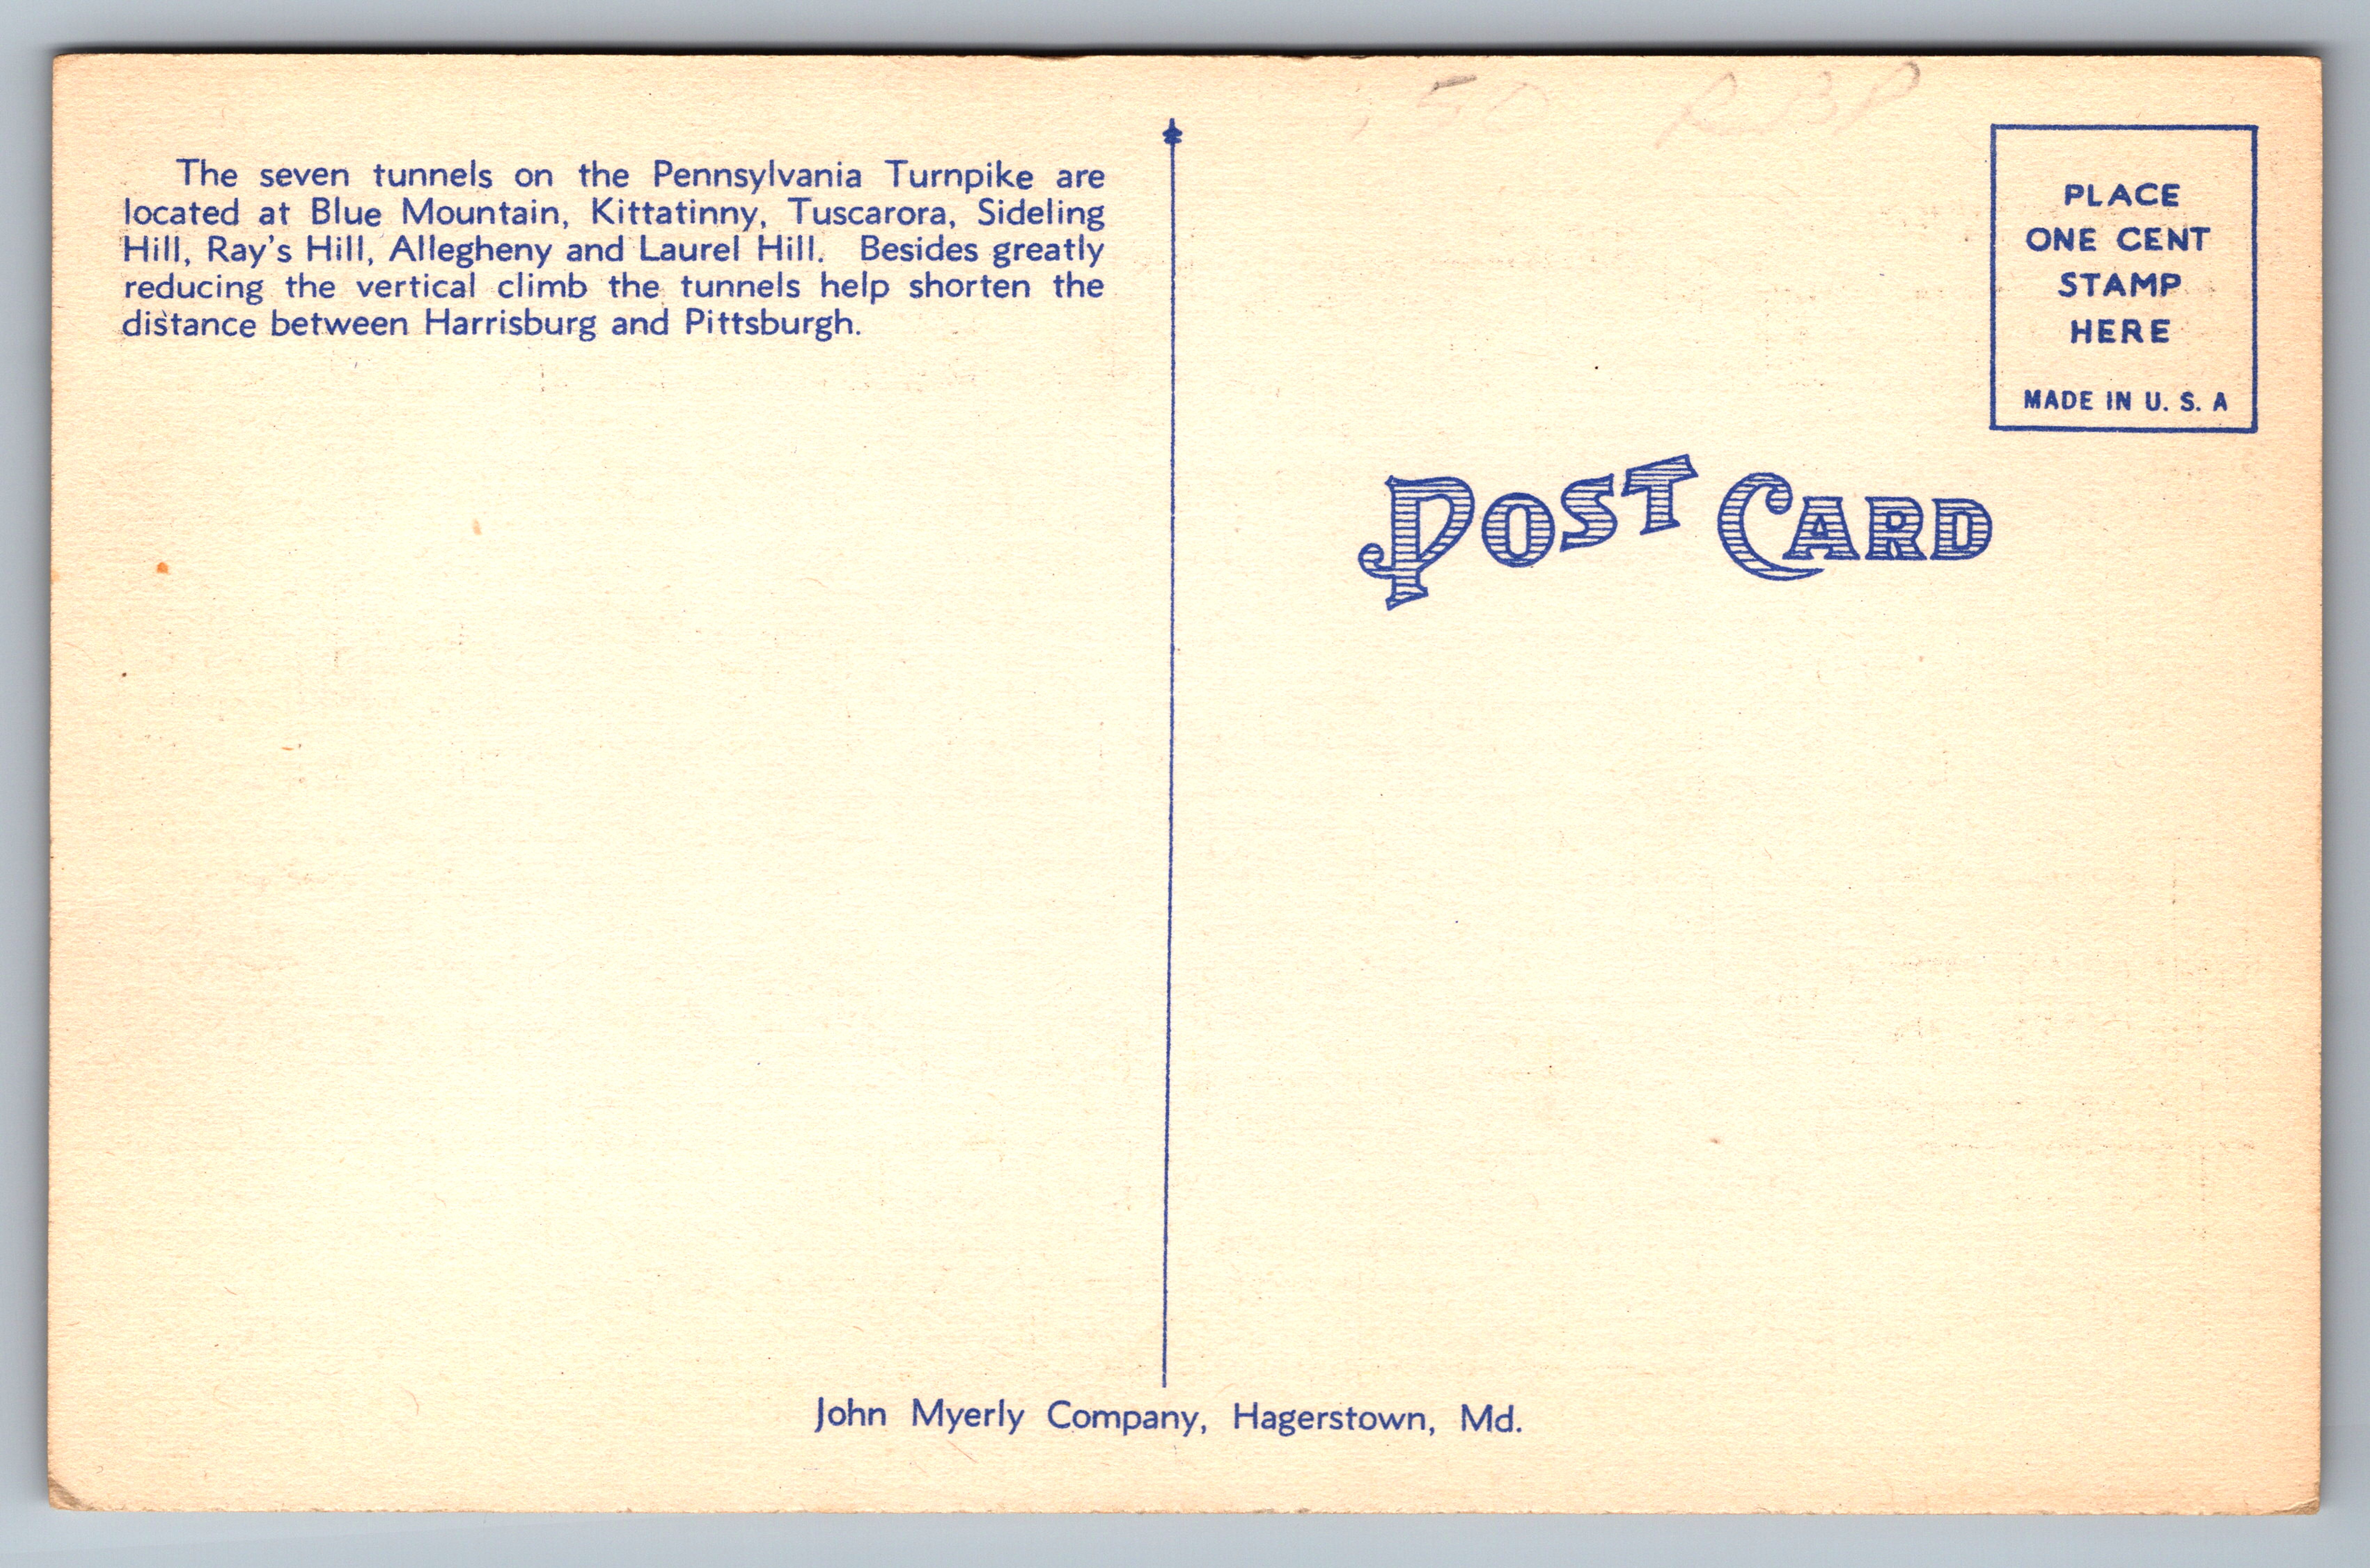 The seven tunnels on the Pennsylvania Turnpike are
located at Blue Mountain, Kittatinny, Tuscarora, Sideling
Hill, Ray's Hill, Allegheny and Laurel Hill. Besides greatly
reducing the vertical climb the tunnels help shorten the
distance between Harrisburg and Pittsburgh.
.50
PLACE
ONE CENT
STAMP
HERE
MADE IN U. S. A
POST CARD
John Myerly Company, Hagerstown, Md.